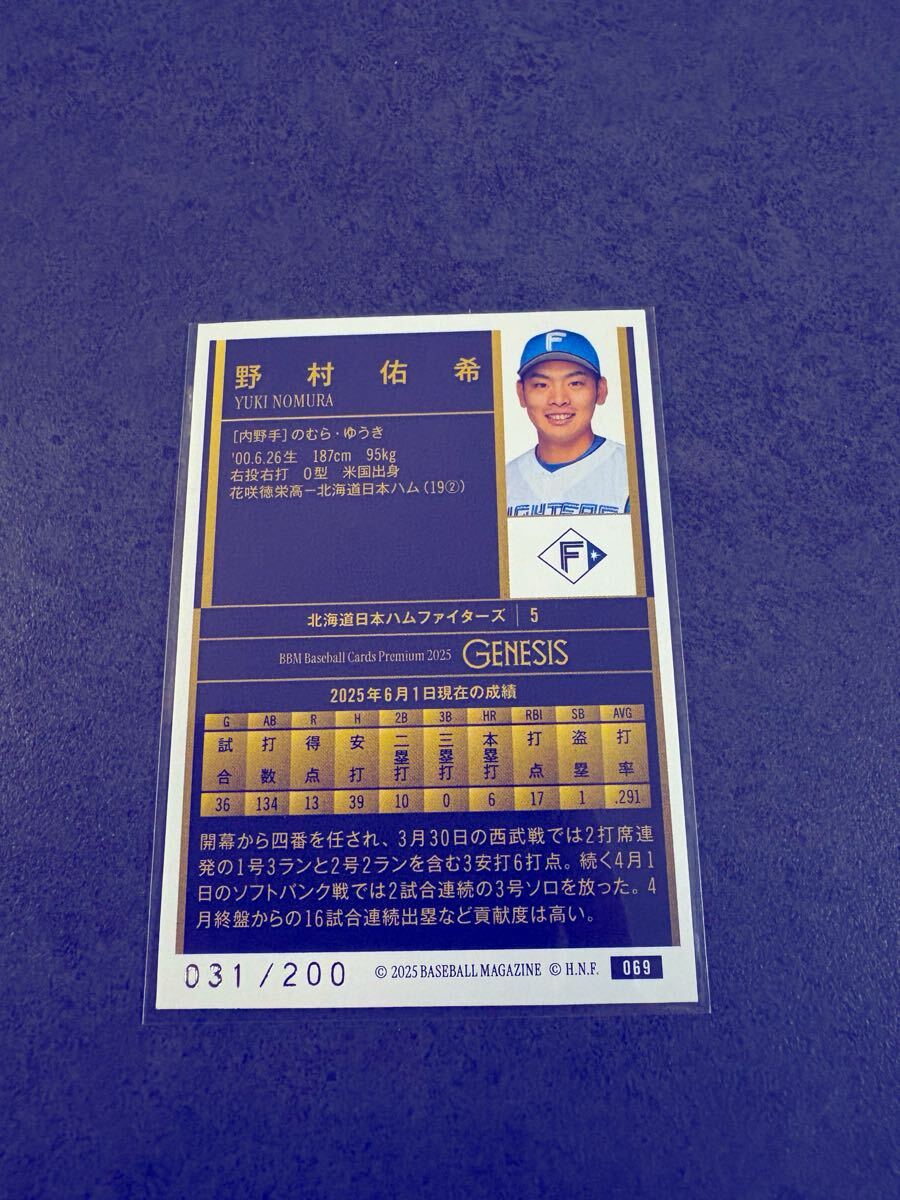 野村佑希
YUKI NOMURA
[内野手]のむら・ゆうき
'00.6.26生 187cm 95kg
右投右打 O型 米国出身
花咲徳栄高ー北海道日本ハム(19②)
F
IGHTERS
F
北海道日本ハムファイターズ | 5
BBM Baseball Cards Premium 2025 GENESIS
2025年6月1日現在の成績
G AB R H 2B 3B HR RBI SB AVG
試合 打数 得点 安打 二塁打 三塁打 本塁打 打点 盗塁 打率
36 134 13 39 10 0 6 17 1 .291
開幕から四番を任され、3月30日の西武戦では2打席連
発の1号3ランと2号2ランを含む3安打6打点。続く4月1
日のソフトバンク戦では2試合連続の3号ソロを放った。4
月終盤からの16試合連続出塁など貢献度は高い。
031/200 © 2025 BASEBALL MAGAZINE © H.N.F. 069